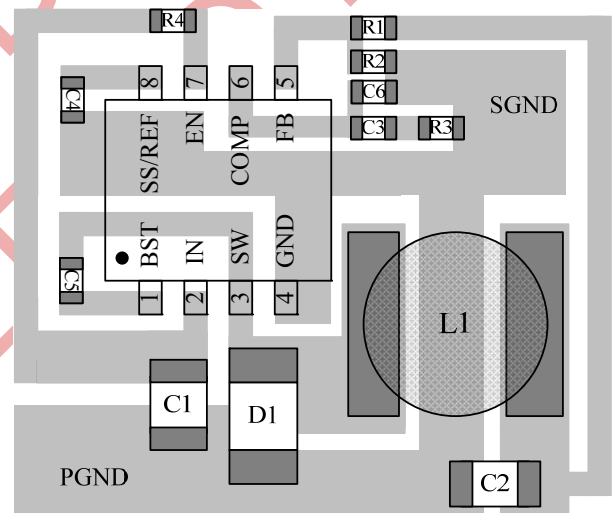 R4
R1
R2
C6
C3
R3
SGND
C4
8
7
6
5
SS/REF
EN
COMP
FB
BST
IN
SW
GND
C5
1
2
3
4
L1
C1
D1
PGND
C2